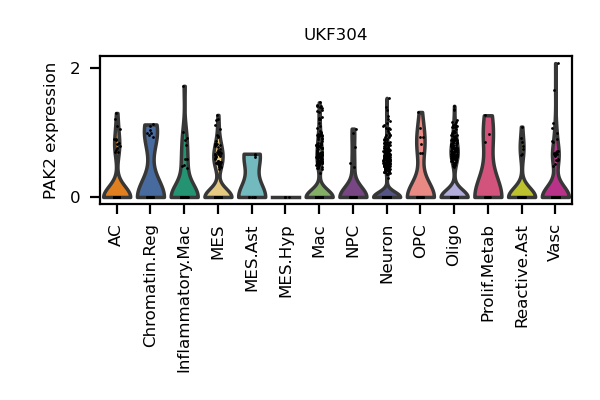 UKF304
PAK2 expression
2
0
AC
Chromatin.Reg
Inflammatory.Mac
MES
MES.Ast
MES.Hyp
Mac
NPC
Neuron
OPC
Oligo
Prolif.Metab
Reactive.Ast
Vasc